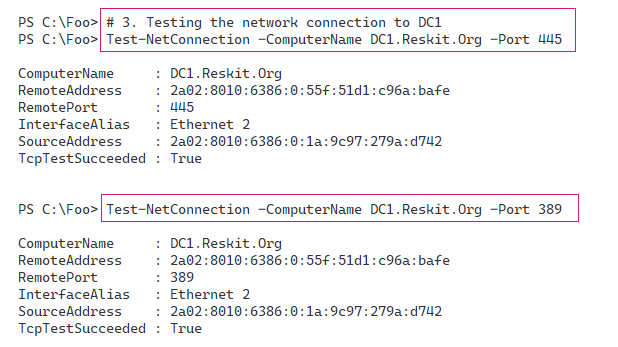 PS C:\Foo> # 3. Testing the network connection to DC1
PS C:\Foo> Test-NetConnection -ComputerName DC1.Reskit.Org -Port 445
ComputerName     : DC1.Reskit.Org
RemoteAddress    : 2a02:8010:6386:0:55f:51d1:c96a:bafe
RemotePort       : 445
InterfaceAlias   : Ethernet 2
SourceAddress    : 2a02:8010:6386:0:1a:9c97:279a:d742
TcpTestSucceeded : True
PS C:\Foo> Test-NetConnection -ComputerName DC1.Reskit.Org -Port 389
ComputerName     : DC1.Reskit.Org
RemoteAddress    : 2a02:8010:6386:0:55f:51d1:c96a:bafe
RemotePort       : 389
InterfaceAlias   : Ethernet 2
SourceAddress    : 2a02:8010:6386:0:1a:9c97:279a:d742
TcpTestSucceeded : True